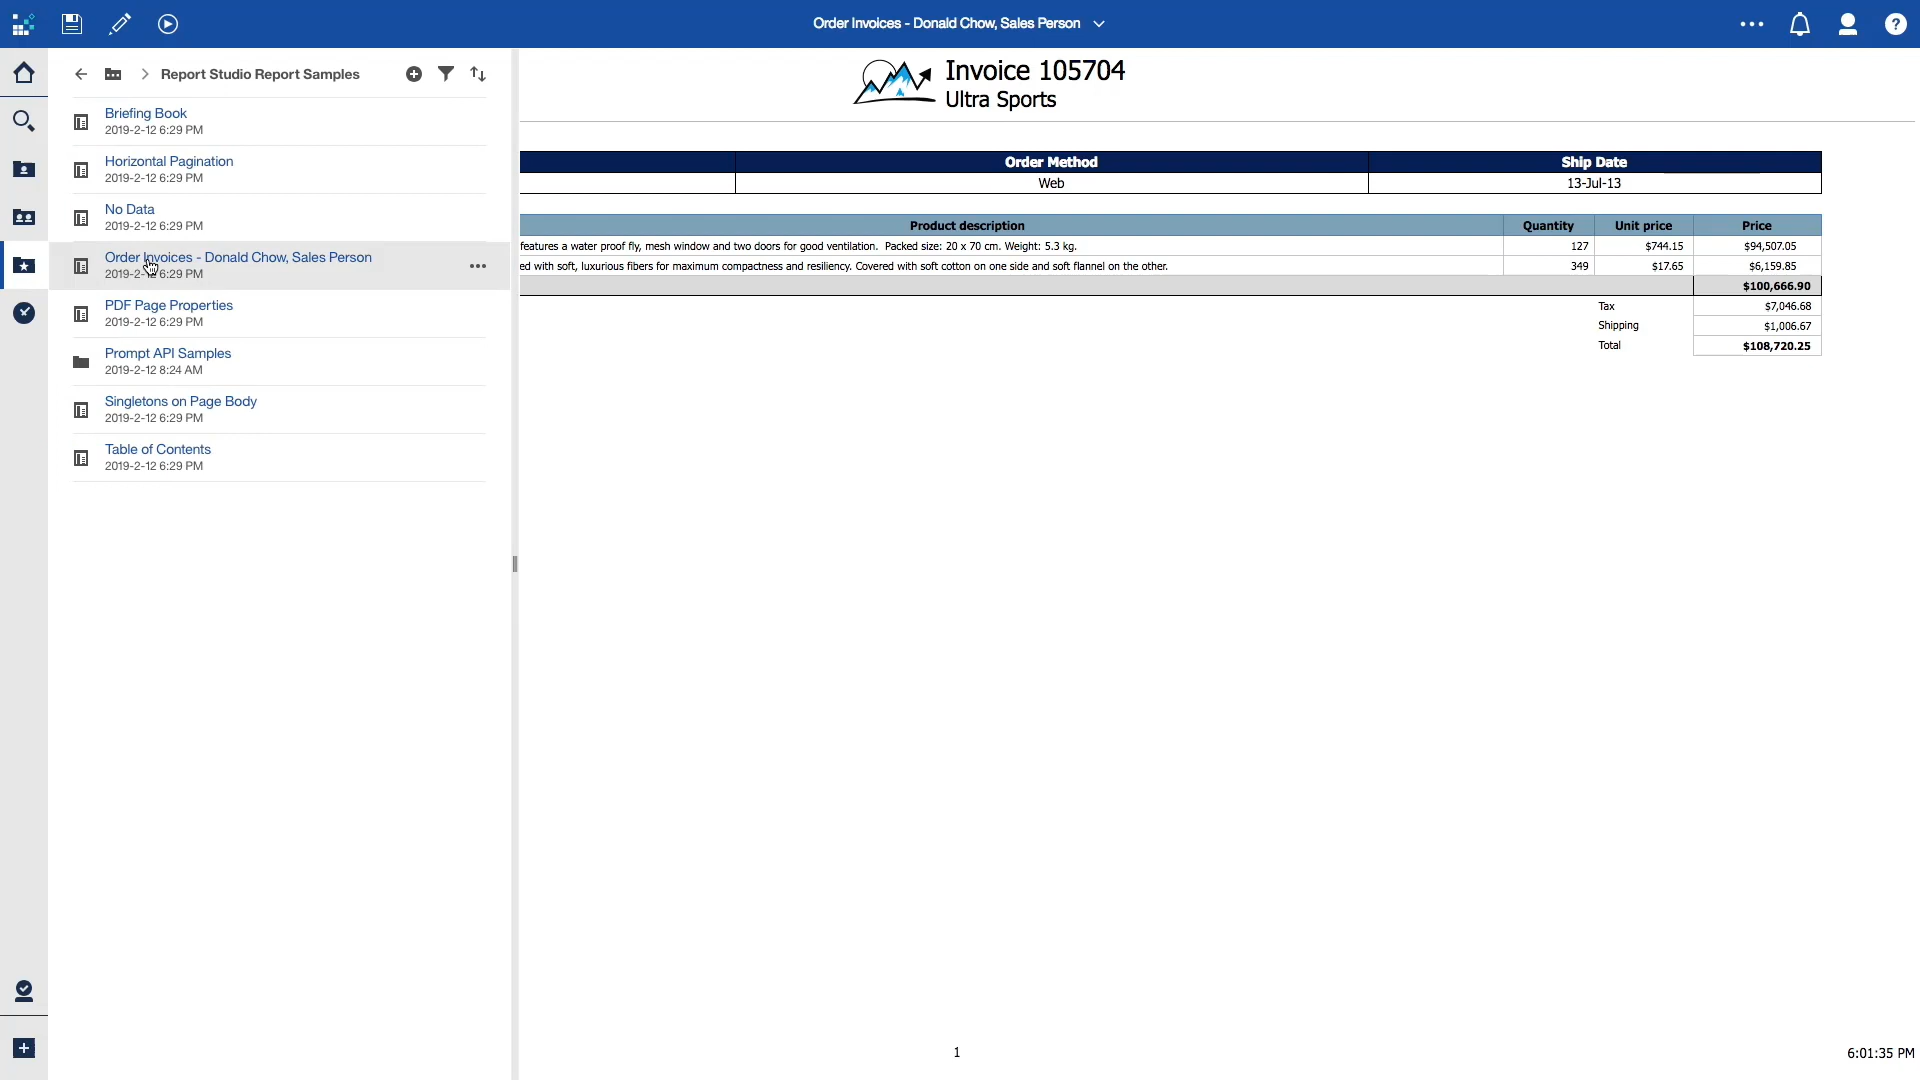 Order Invoices - Donald Chow, Sales Person
Report Studio Report Samples
Briefing Book
2019-2-12 6:29 PM
Horizontal Pagination
2019-2-12 6:29 PM
No Data
2019-2-12 6:29 PM
Order Invoices - Donald Chow, Sales Person
2019-2-12 6:29 PM
PDF Page Properties
2019-2-12 6:29 PM
Prompt API Samples
2019-2-12 8:24 AM
Singletons on Page Body
2019-2-12 6:29 PM
Table of Contents
2019-2-12 6:29 PM
Invoice 105704
Ultra Sports
Order Method Ship Date
Web 13-Jul-13
Product description Quantity Unit price Price
features a water proof fly, mesh window and two doors for good ventilation. Packed size: 20 x 70 cm. Weight: 5.3 kg. 127 $744.15 $94,507.05
ed with soft, luxurious fibers for maximum compactness and resiliency. Covered with soft cotton on one side and soft flannel on the other. 349 $17.65 $6,159.85
$100,666.90
Tax $7,046.68
Shipping $1,006.67
Total $108,720.25
1
6:01:35 PM